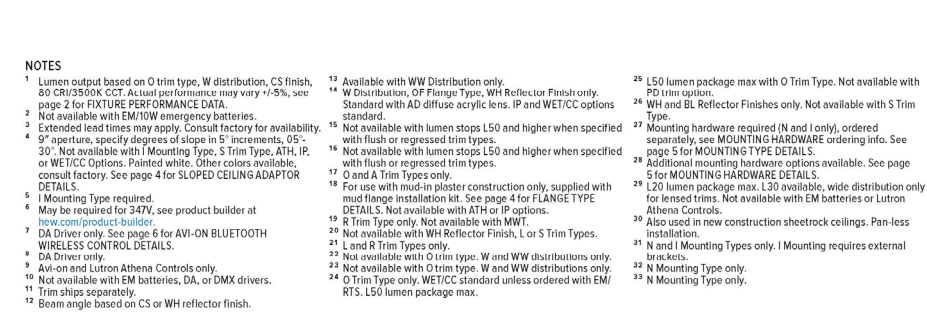 NOTES
1 Lumen output based on O trim type, W distribution, CS finish,
80 CRI/3500K CCT. Actual performance may vary +/-5%, see
page 2 for FIXTURE PERFORMANCE DATA.
2 Not available with EM/10W emergency batteries.
3 Extended lead times may apply. Consult factory for availability.
4 9" aperture, specify degrees of slope in 5° increments, 05°-
30°. Not available with I Mounting Type, S Trim Type, ATH, IP,
or WET/CC Options. Painted white. Other colors available,
consult factory. See page 4 for SLOPED CEILING ADAPTOR
DETAILS.
5 I Mounting Type required.
6 May be required for 347V, see product builder at
hew.com/product-builder.
7 DA Driver only. See page 6 for AVI-ON BLUETOOTH
WIRELESS CONTROL DETAILS.
8 DA Driver only.
9 Avi-on and Lutron Athena Controls only.
10 Not available with EM batteries, DA, or DMX drivers.
11 Trim ships separately.
12 Beam angle based on CS or WH reflector finish.
13 Available with WW Distribution only.
14 W Distribution, OF Flange Type, WH Reflector Finish only.
Standard with AD diffuse acrylic lens. IP and WET/CC options
standard.
15 Not available with lumen stops L50 and higher when specified
with flush or regressed trim types.
16 Not available with lumen stops L50 and higher when specified
with flush or regressed trim types.
17 O and A Trim Types only.
18 For use with mud-in plaster construction only, supplied with
mud flange installation kit. See page 4 for FLANGE TYPE
DETAILS. Not available with ATH or IP options.
19 R Trim Type only. Not available with MWT.
20 Not available with WH Reflector Finish, L or S Trim Types.
21 L and R Trim Types only.
22 Not available with O trim type. W and WW distributions only.
23 Not available with O trim type. W and WW distributions only.
24 O Trim Type only. WET/CC standard unless ordered with EM/
RTS. L50 lumen package max.
25 L50 lumen package max with O Trim Type. Not available with
PD trim option.
26 WH and BL Reflector Finishes only. Not available with S Trim
Type.
27 Mounting hardware required (N and I only), ordered
separately, see MOUNTING HARDWARE ordering info. See
page 5 for MOUNTING TYPE DETAILS.
28 Additional mounting hardware options available. See page
5 for MOUNTING HARDWARE DETAILS.
29 L20 lumen package max. L30 available, wide distribution only
for lensed trims. Not available with EM batteries or Lutron
Athena Controls.
30 Also used in new construction sheetrock ceilings. Pan-less
installation.
31 N and I Mounting Types only. I Mounting requires external
brackets.
32 N Mounting Type only.
33 N Mounting Type only.